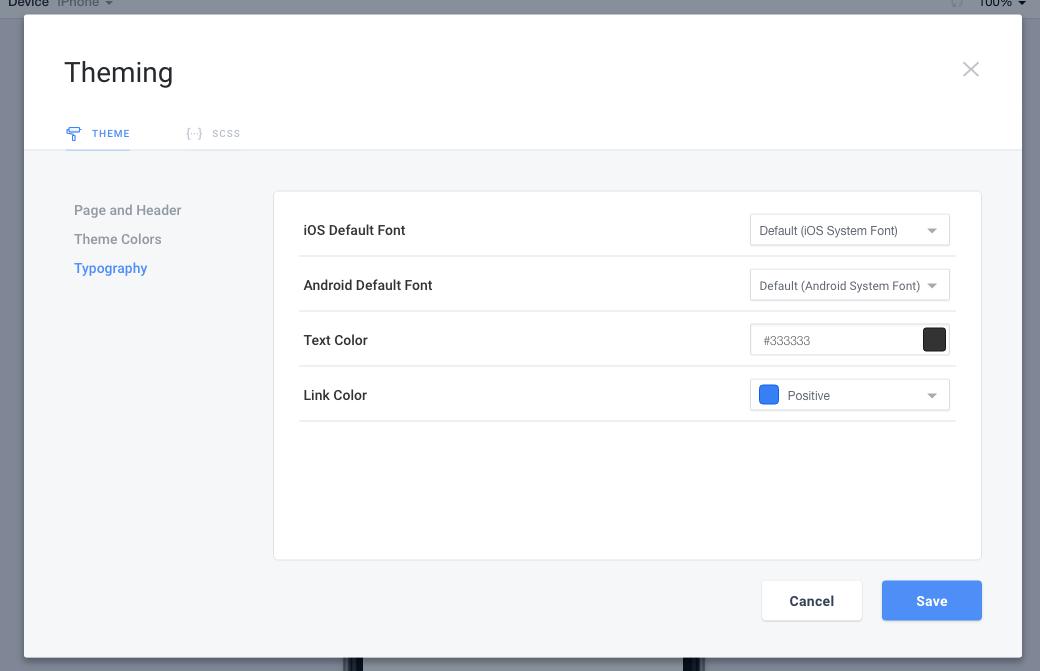 Device iPhone 100%
Theming
THEME {··} SCSS
Page and Header
Theme Colors
Typography
iOS Default Font Default (iOS System Font)
Android Default Font Default (Android System Font)
Text Color #333333
Link Color Positive
Cancel Save